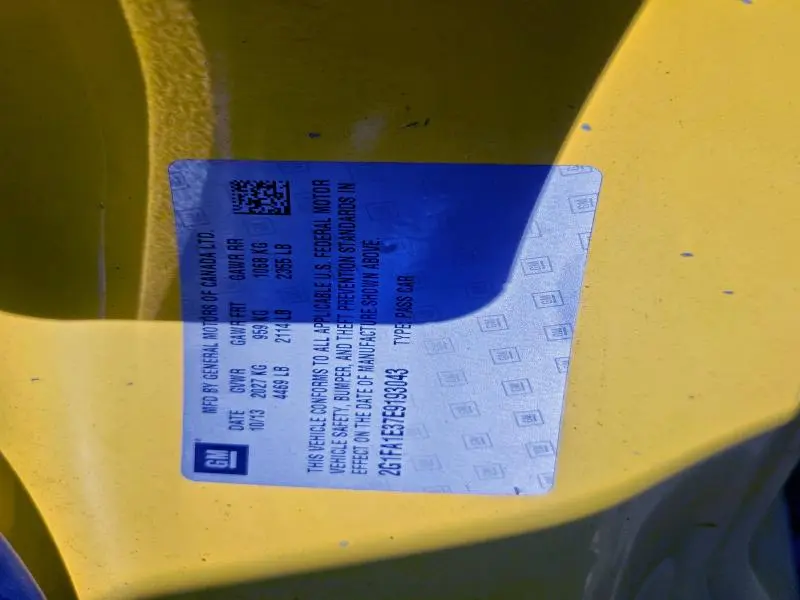 MFD BY GENERAL MOTORS OF CANADA LTD.
DATE GVWR GAWR FRT GAWR RR
10/13 2027 KG 959 KG 1068 KG
4469 LB 2114 LB 2355 LB
GM
THIS VEHICLE CONFORMS TO ALL APPLICABLE U.S. FEDERAL MOTOR
VEHICLE SAFETY, BUMPER, AND THEFT PREVENTION STANDARDS IN
EFFECT ON THE DATE OF MANUFACTURE SHOWN ABOVE.
2G1FA1E37E9193043 TYPE: PASS CAR